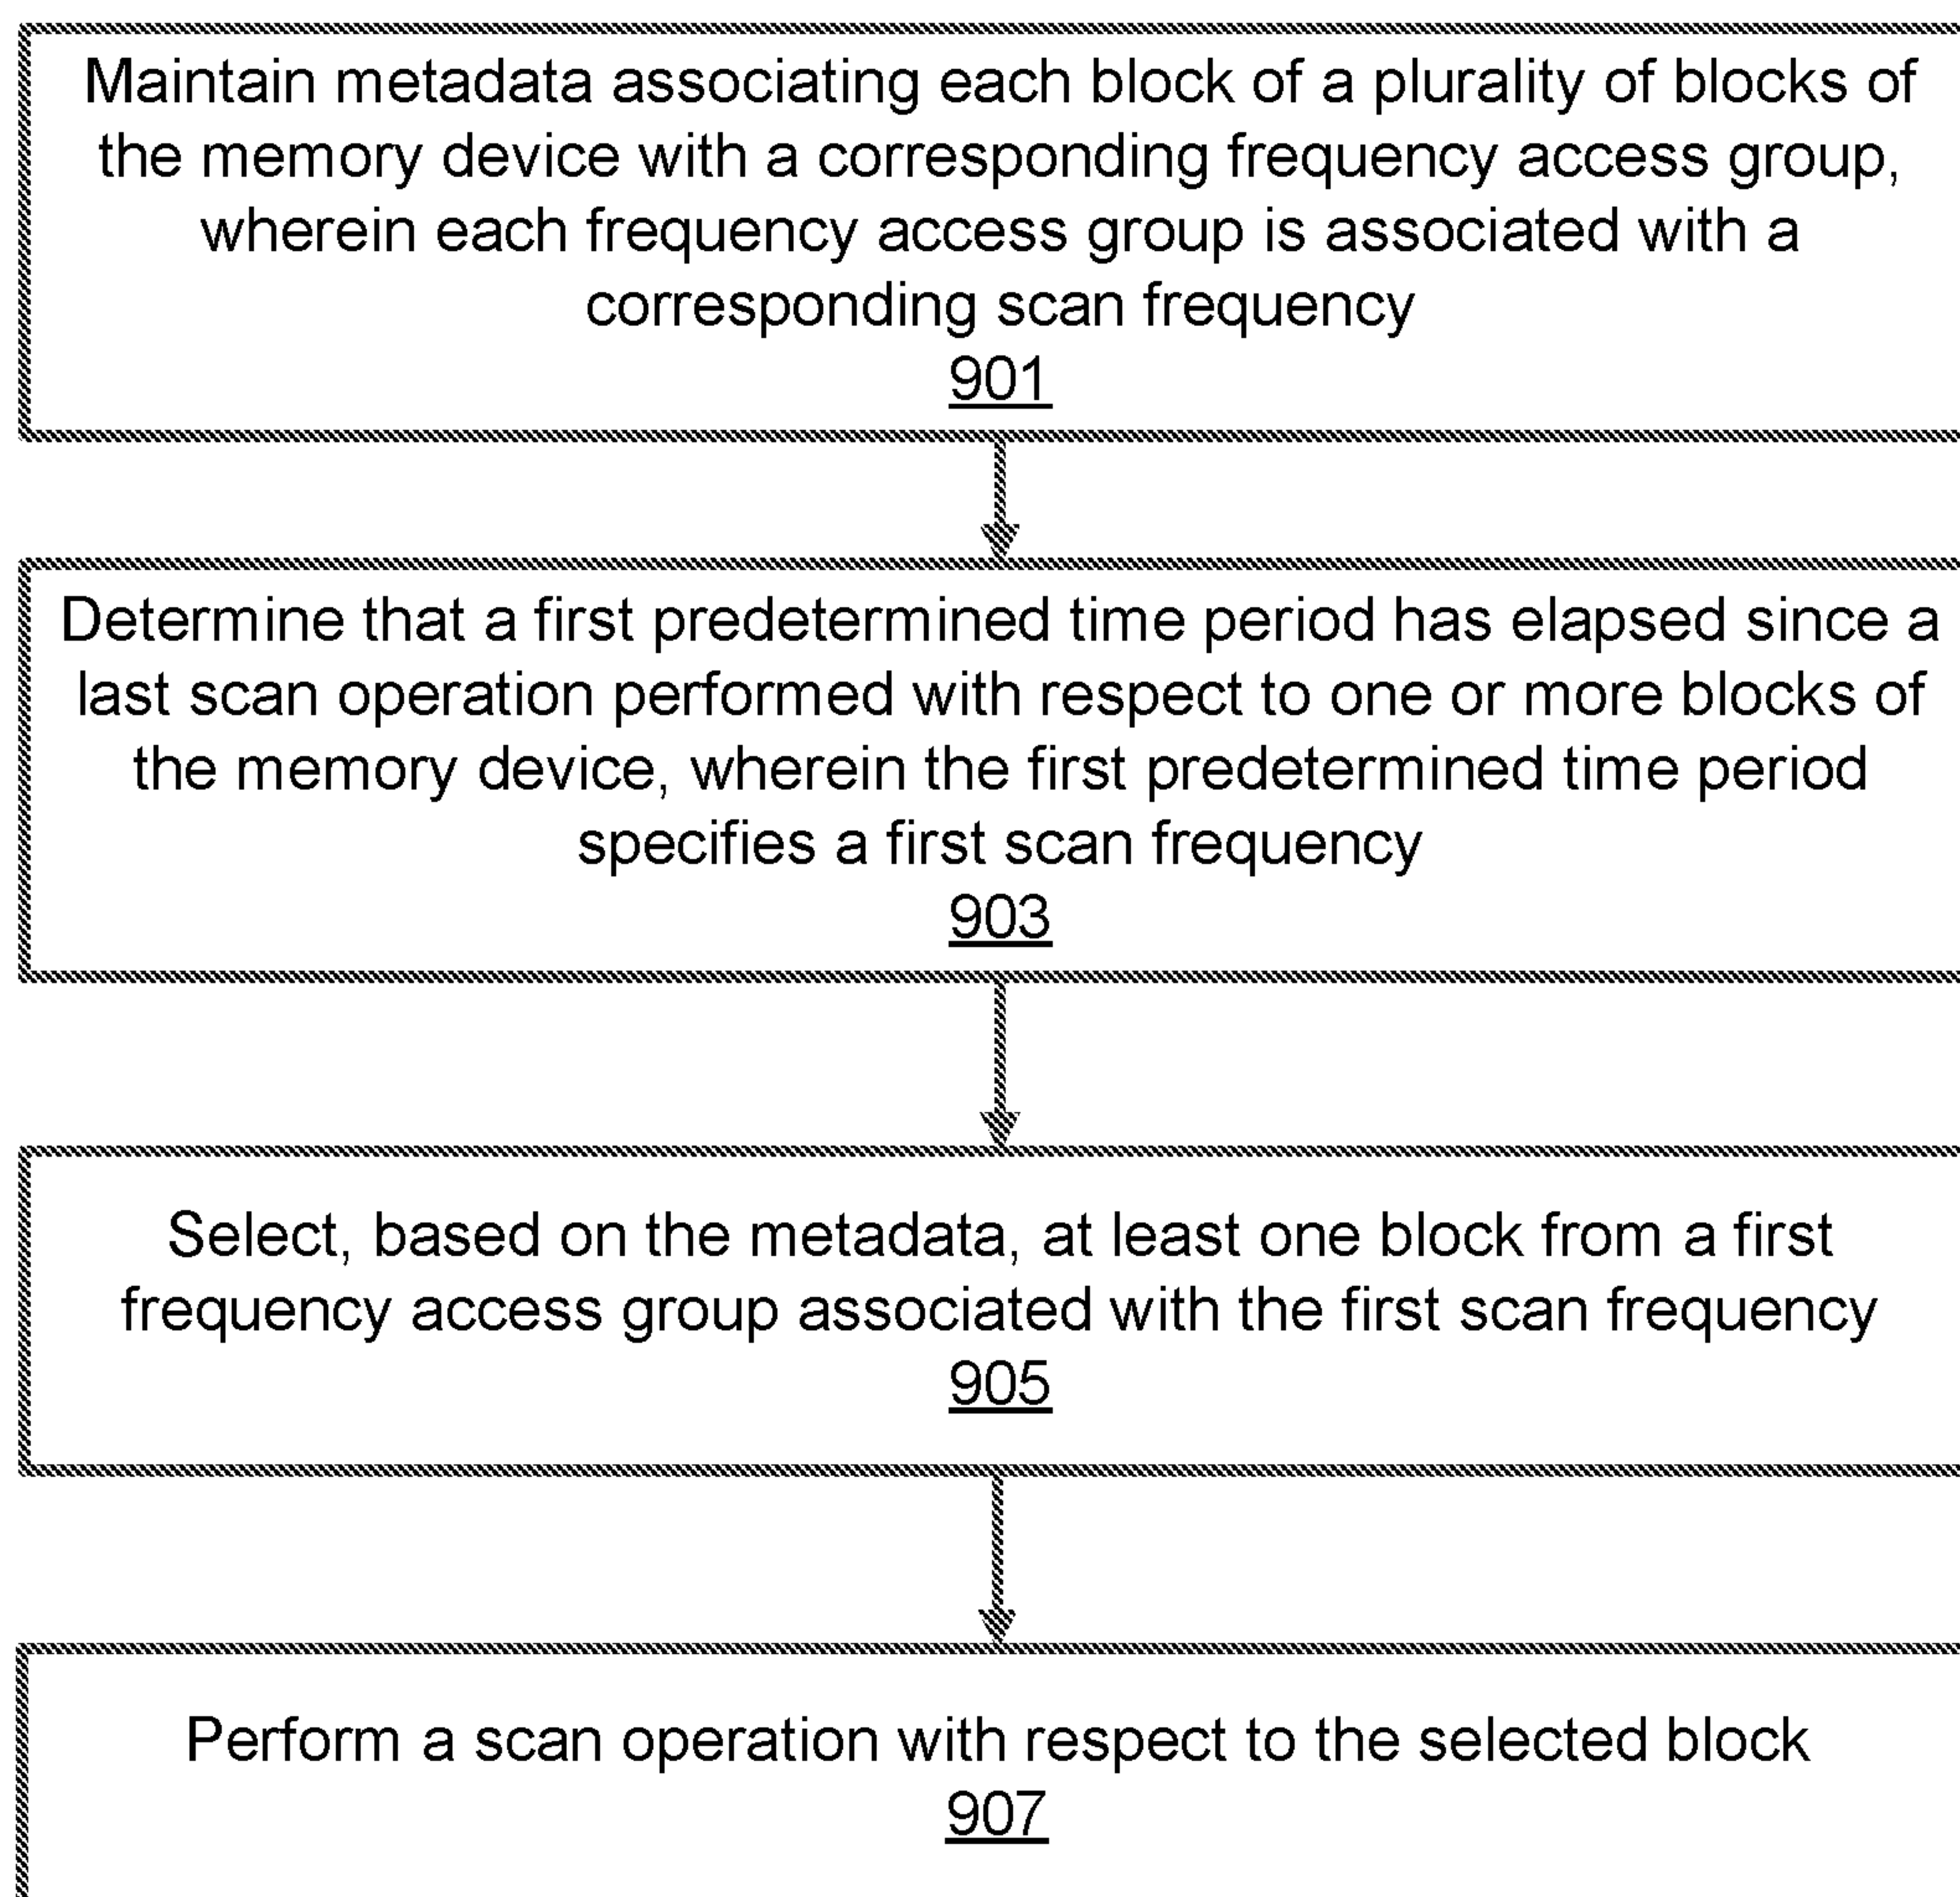 Maintain metadata associating each block of a plurality of blocks of
the memory device with a corresponding frequency access group,
wherein each frequency access group is associated with a
corresponding scan frequency
901
Determine that a first predetermined time period has elapsed since a
last scan operation performed with respect to one or more blocks of
the memory device, wherein the first predetermined time period
specifies a first scan frequency
903
Select, based on the metadata, at least one block from a first
frequency access group associated with the first scan frequency
905
Perform a scan operation with respect to the selected block
907